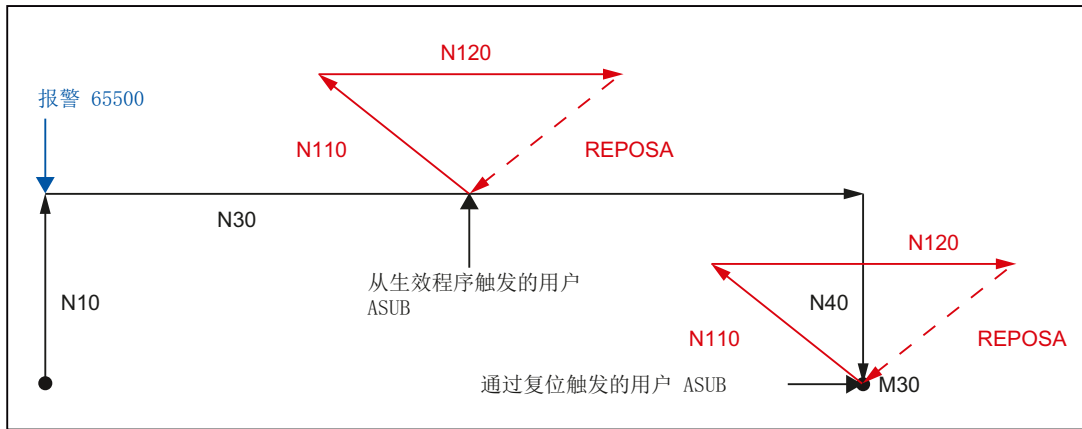 N120
报警 65500
N110
REPOSA
N30
N120
从生效程序触发的用户
ASUB
N10
N40
N110
REPOSA
通过复位触发的用户 ASUB
M30